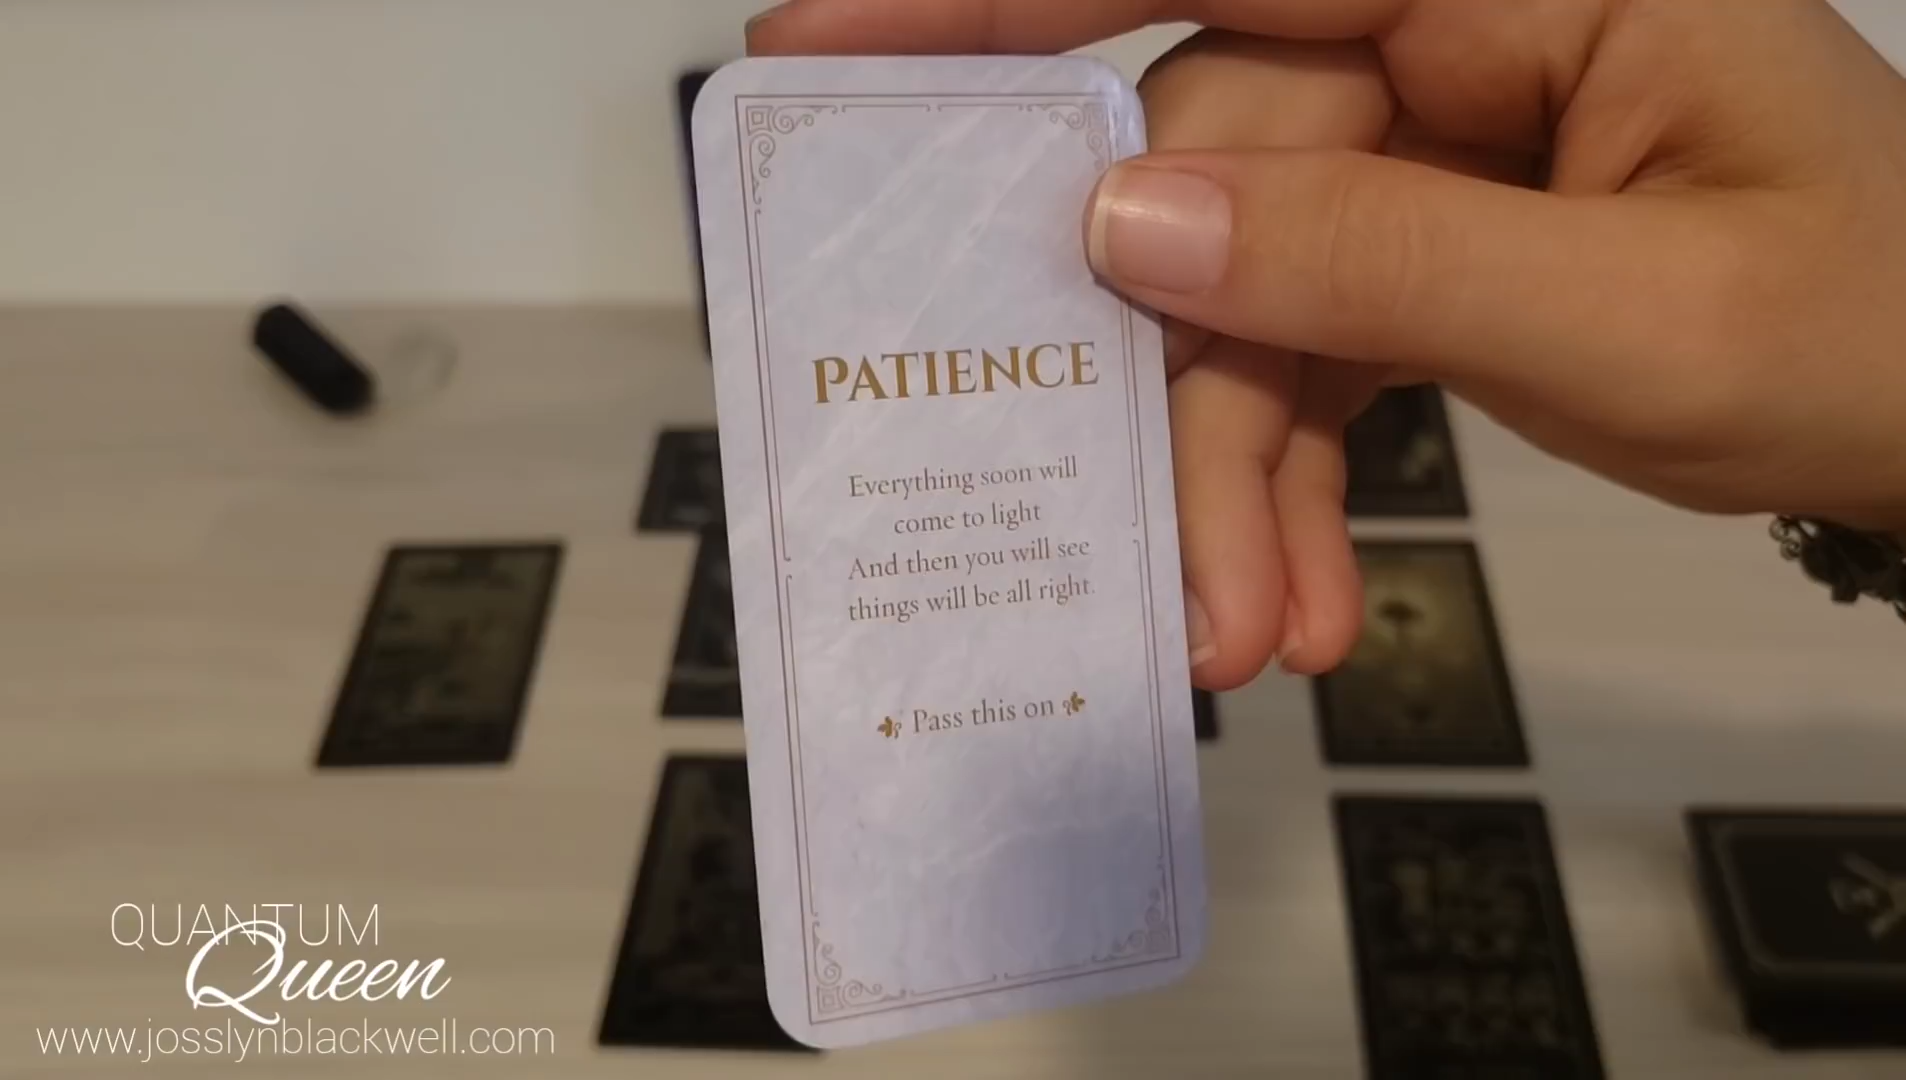 PATIENCE
Everything soon will
come to light
And then you will see
things will be all right.
Pass this on
QUANTUM
Queen
www.josslynblackwell.com